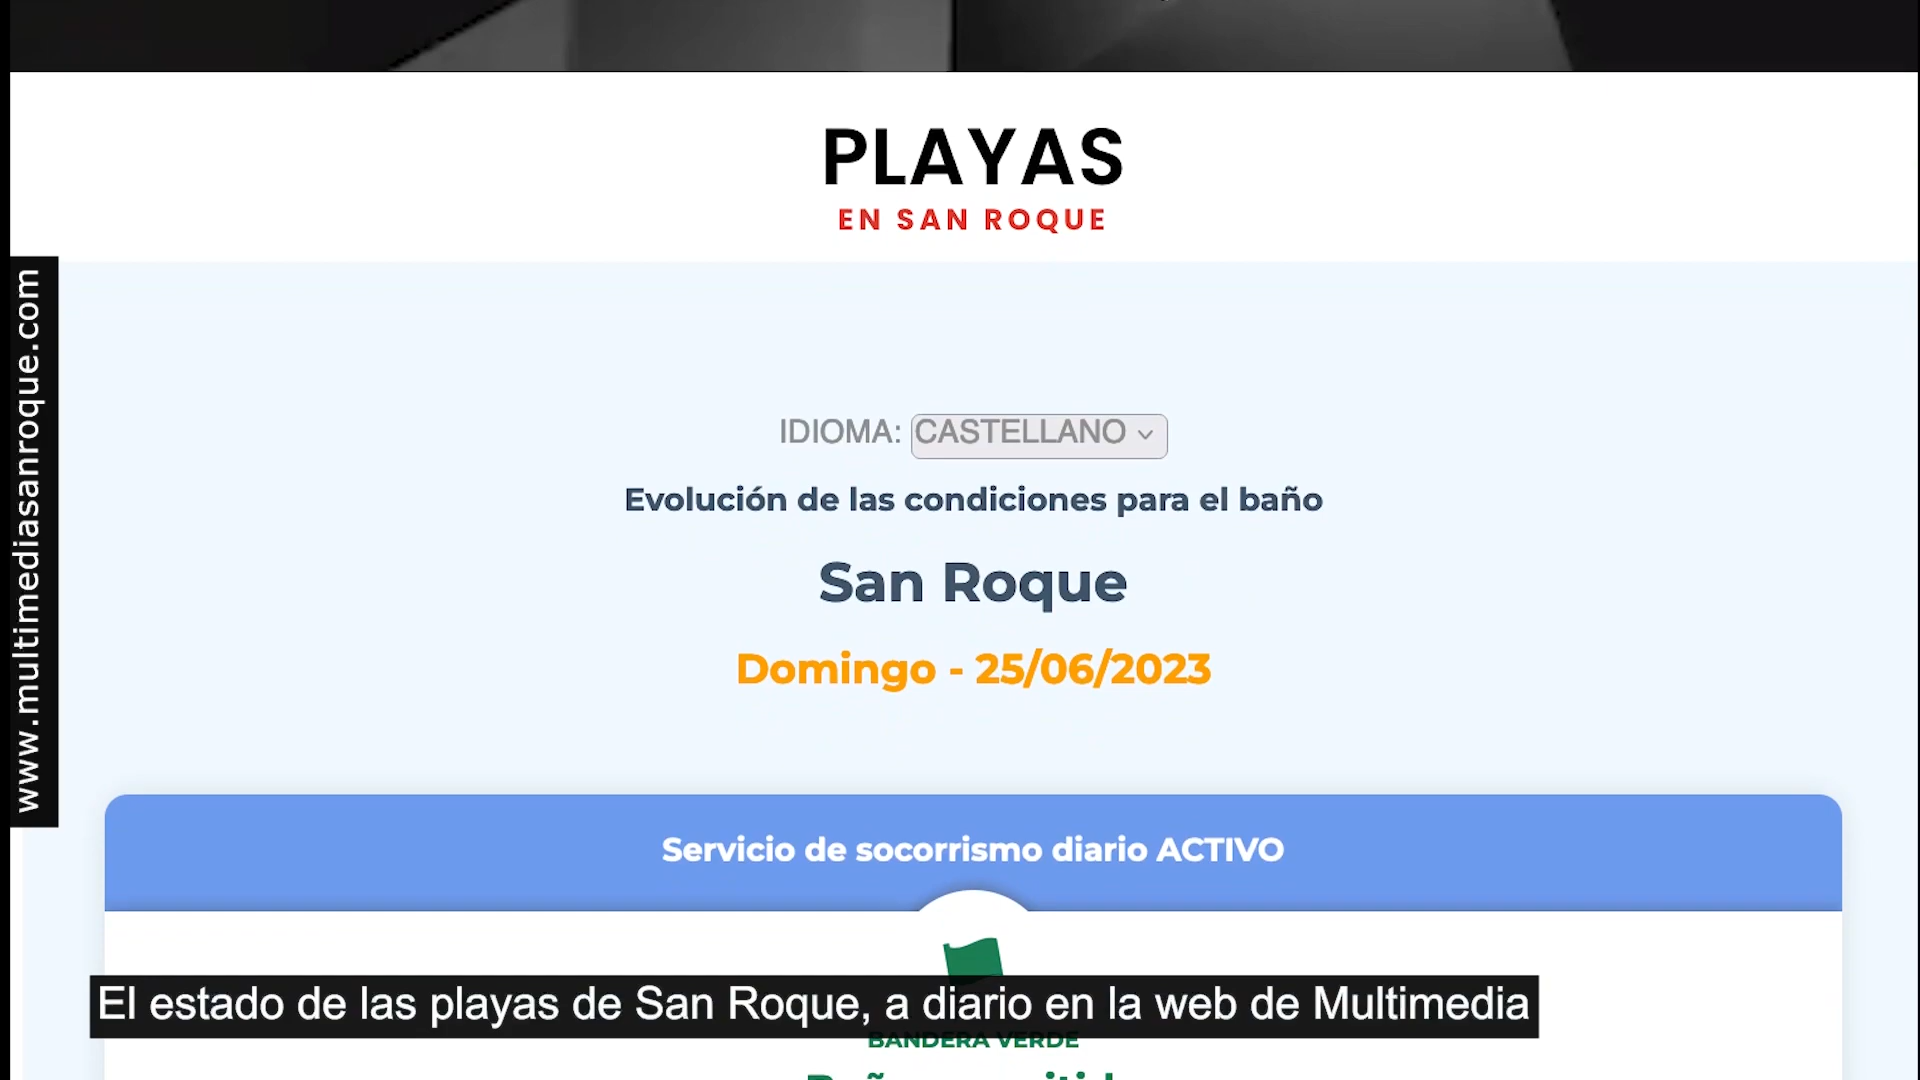 PLAYAS
EN SAN ROQUE
www.multimediasanroque.com
IDIOMA: CASTELLANO
Evolución de las condiciones para el baño
San Roque
Domingo - 25/06/2023
Servicio de socorrismo diario ACTIVO
El estado de las playas de San Roque, a diario en la web de Multimedia
BANDERA VERDE